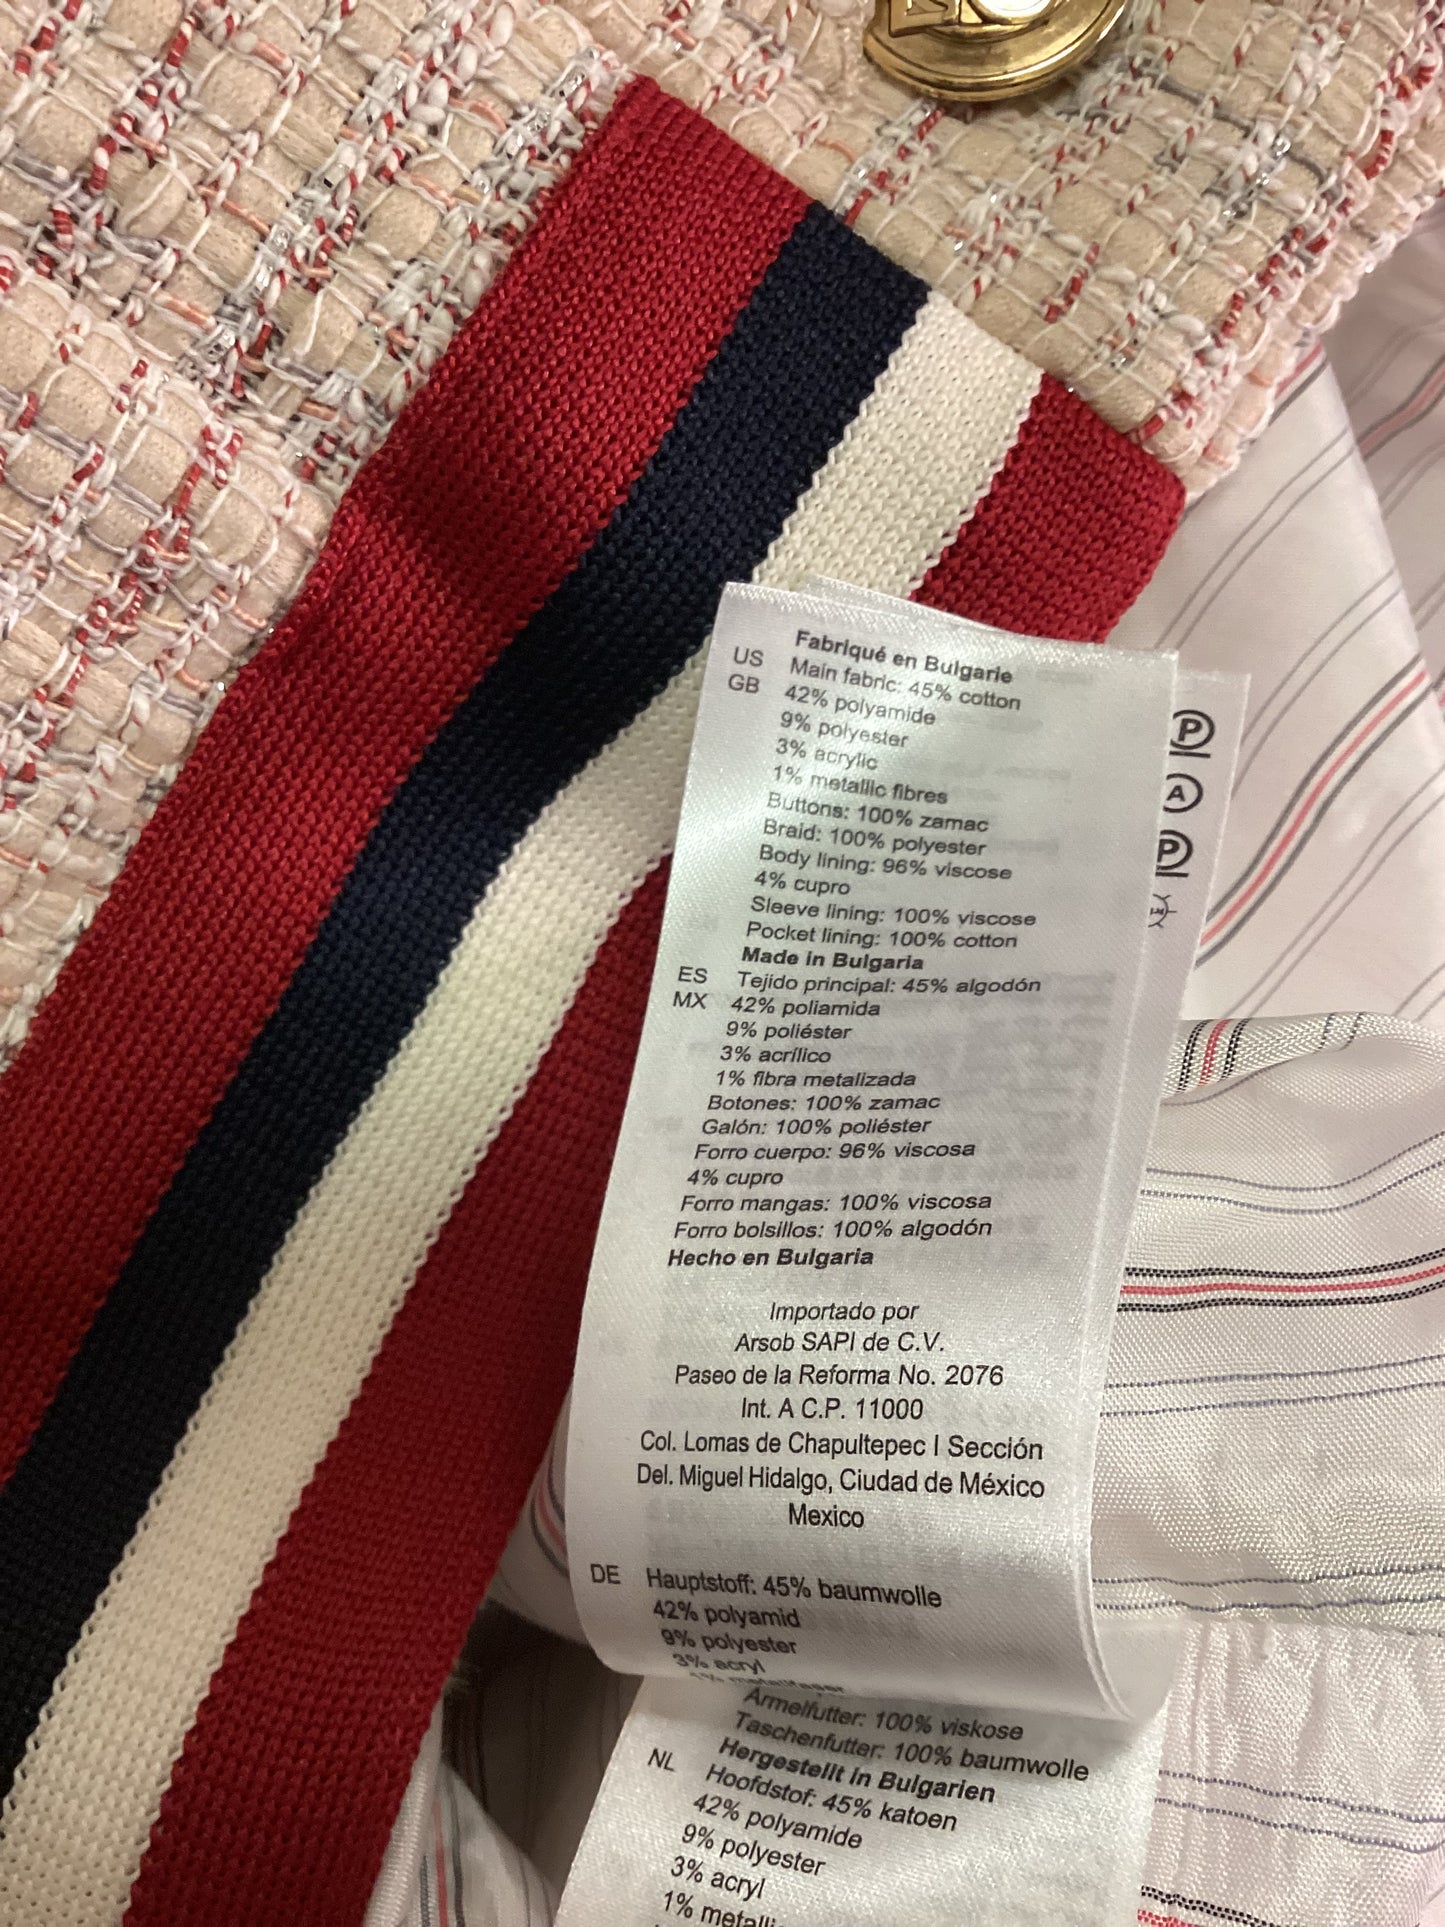 Fabriqué en Bulgarie
US Main fabric: 45% cotton
GB 42% polyamide
9% polyester
3% acrylic
1% metallic fibres
Buttons: 100% zamac
Braid: 100% polyester
Body lining: 96% viscose
4% cupro
Sleeve lining: 100% viscose
Pocket lining: 100% cotton
Made in Bulgaria
ES Tejido principal: 45% algodón
MX 42% poliamida
9% poliéster
3% acrílico
1% fibra metalizada
Botones: 100% zamac
Galón: 100% poliéster
Forro cuerpo: 96% viscosa
4% cupro
Forro mangas: 100% viscosa
Forro bolsillos: 100% algodón
Hecho en Bulgaria
Importado por
Arsob SAPI de C.V.
Paseo de la Reforma No. 2076
Int. A C.P. 11000
Col. Lomas de Chapultepec I Sección
Del. Miguel Hidalgo, Ciudad de México
Mexico
DE Hauptstoff: 45% baumwolle
42% polyamid
9% polyester
3% acryl
Armelfutter: 100% viskose
Taschenfutter: 100% baumwolle
Hergestellt in Bulgarien
NL Hoofdstof: 45% katoen
42% polyamide
9% polyester
3% acryl
1%
P
A
P